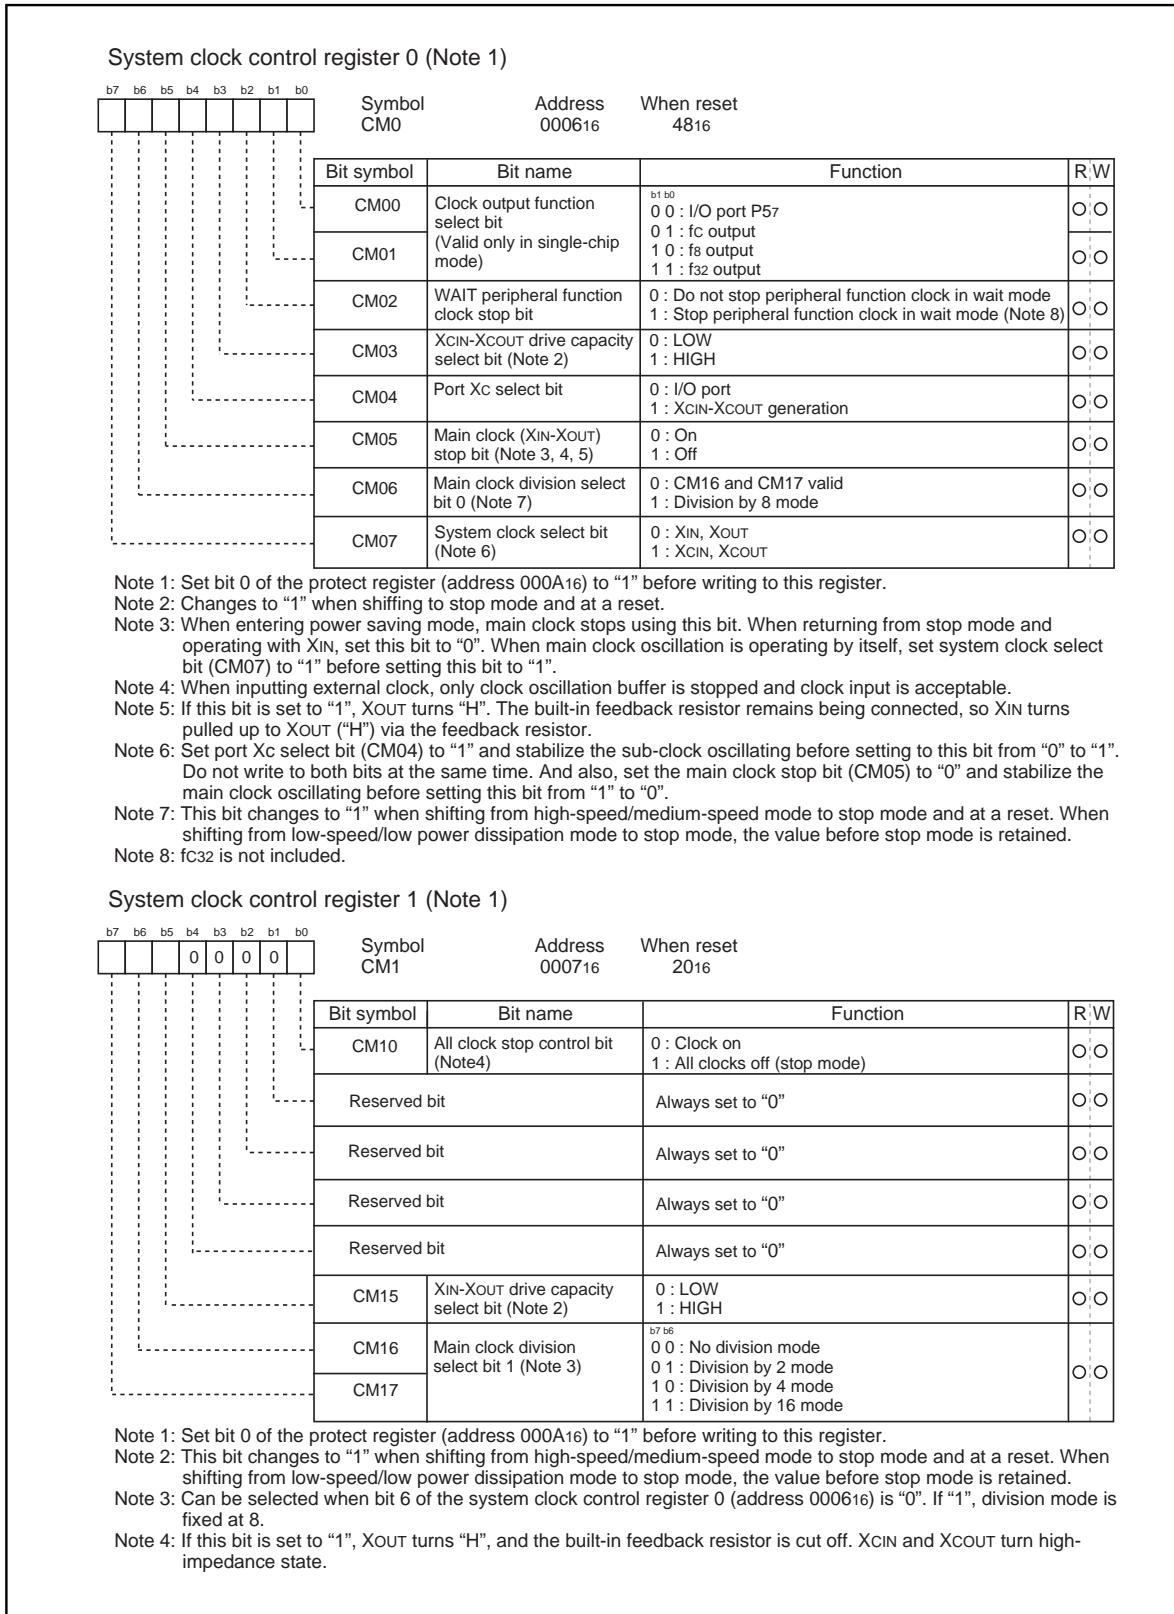 System clock control register 0 (Note 1)
b7 b6 b5 b4 b3 b2 b1 b0
Symbol Address When reset
CM0 000616 4816
Bit symbol Bit name Function R W
CM00 Clock output function select bit (Valid only in single-chip mode)
b1 b0
0 0 : I/O port P57
0 1 : fC output
CM01
1 0 : f8 output
1 1 : f32 output
CM02 WAIT peripheral function clock stop bit
0 : Do not stop peripheral function clock in wait mode
1 : Stop peripheral function clock in wait mode (Note 8)
CM03 XCIN-XCOUT drive capacity select bit (Note 2)
0 : LOW
1 : HIGH
CM04 Port XC select bit
0 : I/O port
1 : XCIN-XCOUT generation
CM05 Main clock (XIN-XOUT) stop bit (Note 3, 4, 5)
0 : On
1 : Off
CM06 Main clock division select bit 0 (Note 7)
0 : CM16 and CM17 valid
1 : Division by 8 mode
CM07 System clock select bit (Note 6)
0 : XIN, XOUT
1 : XCIN, XCOUT
Note 1: Set bit 0 of the protect register (address 000A16) to “1” before writing to this register.
Note 2: Changes to “1” when shiffing to stop mode and at a reset.
Note 3: When entering power saving mode, main clock stops using this bit. When returning from stop mode and
operating with XIN, set this bit to “0”. When main clock oscillation is operating by itself, set system clock select
bit (CM07) to “1” before setting this bit to “1”.
Note 4: When inputting external clock, only clock oscillation buffer is stopped and clock input is acceptable.
Note 5: If this bit is set to “1”, XOUT turns “H”. The built-in feedback resistor remains being connected, so XIN turns
pulled up to XOUT (“H”) via the feedback resistor.
Note 6: Set port Xc select bit (CM04) to “1” and stabilize the sub-clock oscillating before setting to this bit from “0” to “1”.
Do not write to both bits at the same time. And also, set the main clock stop bit (CM05) to “0” and stabilize the
main clock oscillating before setting this bit from “1” to “0”.
Note 7: This bit changes to “1” when shifting from high-speed/medium-speed mode to stop mode and at a reset. When
shifting from low-speed/low power dissipation mode to stop mode, the value before stop mode is retained.
Note 8: fC32 is not included.
System clock control register 1 (Note 1)
b7 b6 b5 b4 b3 b2 b1 b0
0 0 0 0
Symbol Address When reset
CM1 000716 2016
Bit symbol Bit name Function R W
CM10 All clock stop control bit (Note4)
0 : Clock on
1 : All clocks off (stop mode)
Reserved bit Always set to “0”
Reserved bit Always set to “0”
Reserved bit Always set to “0”
Reserved bit Always set to “0”
CM15 XIN-XOUT drive capacity select bit (Note 2)
0 : LOW
1 : HIGH
CM16 Main clock division select bit 1 (Note 3)
b7 b6
0 0 : No division mode
0 1 : Division by 2 mode
CM17
1 0 : Division by 4 mode
1 1 : Division by 16 mode
Note 1: Set bit 0 of the protect register (address 000A16) to “1” before writing to this register.
Note 2: This bit changes to “1” when shifting from high-speed/medium-speed mode to stop mode and at a reset. When
shifting from low-speed/low power dissipation mode to stop mode, the value before stop mode is retained.
Note 3: Can be selected when bit 6 of the system clock control register 0 (address 000616) is “0”. If “1”, division mode is
fixed at 8.
Note 4: If this bit is set to “1”, XOUT turns “H”, and the built-in feedback resistor is cut off. XCIN and XCOUT turn high-
impedance state.